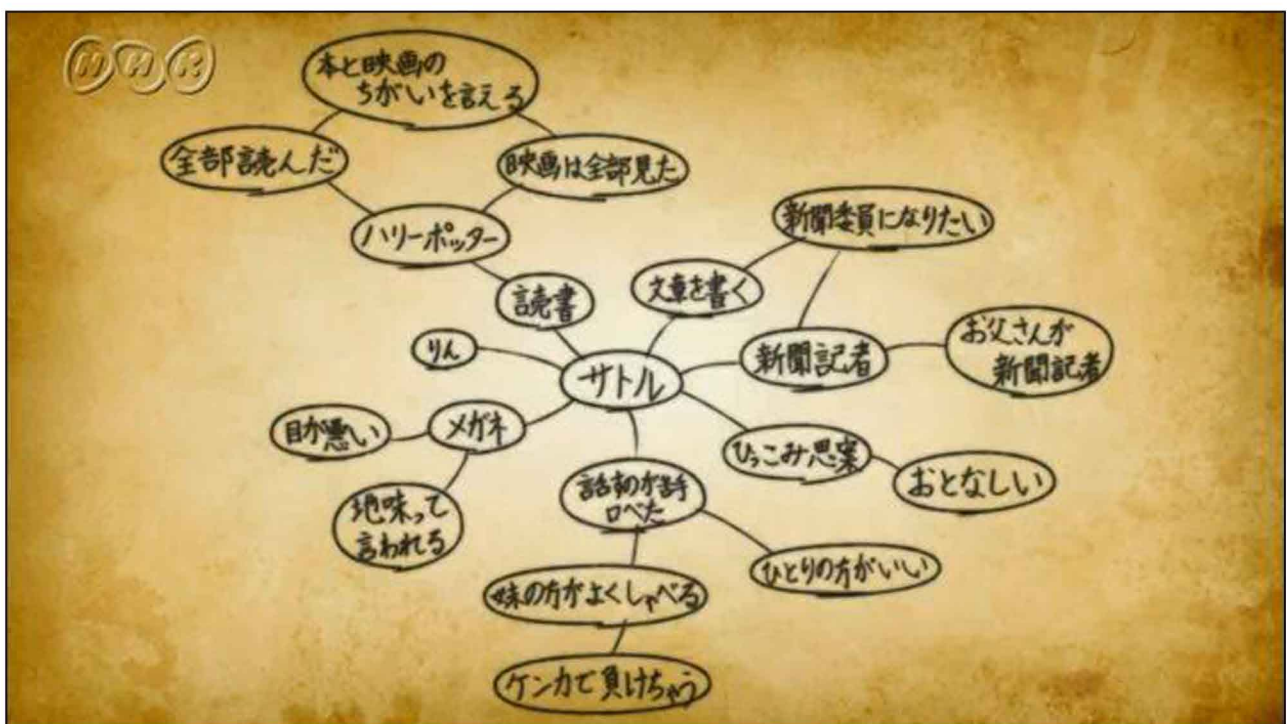 NHK
本と映画の
ちがいを言える
全部読んだ
映画は全部見た
ハリーポッター
読書
新聞委員になりたい
文章を書く
りん
サトル
新聞記者
お父さんが
新聞記者
目が悪い
メガネ
ひっこみ思案
おとなしい
地味って
言われる
話すのが苦手
口べた
ひとりの方がいい
妹の方がよくしゃべる
ケンカで負けちゃう